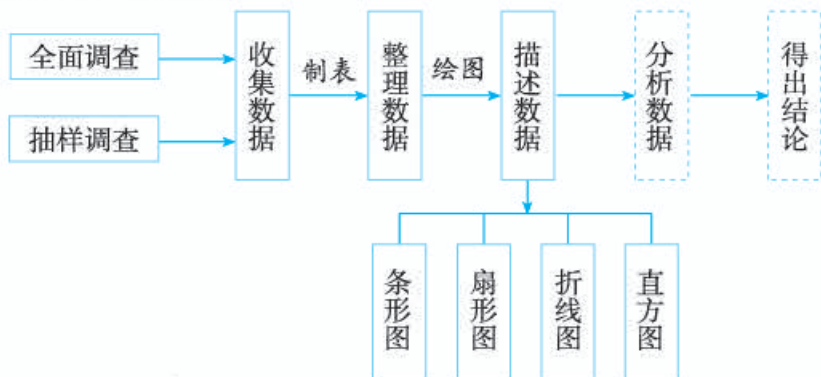 全面调查
抽样调查
收集数据
制表
整理数据
绘图
描述数据
分析数据
得出结论
条形图
扇形图
折线图
直方图